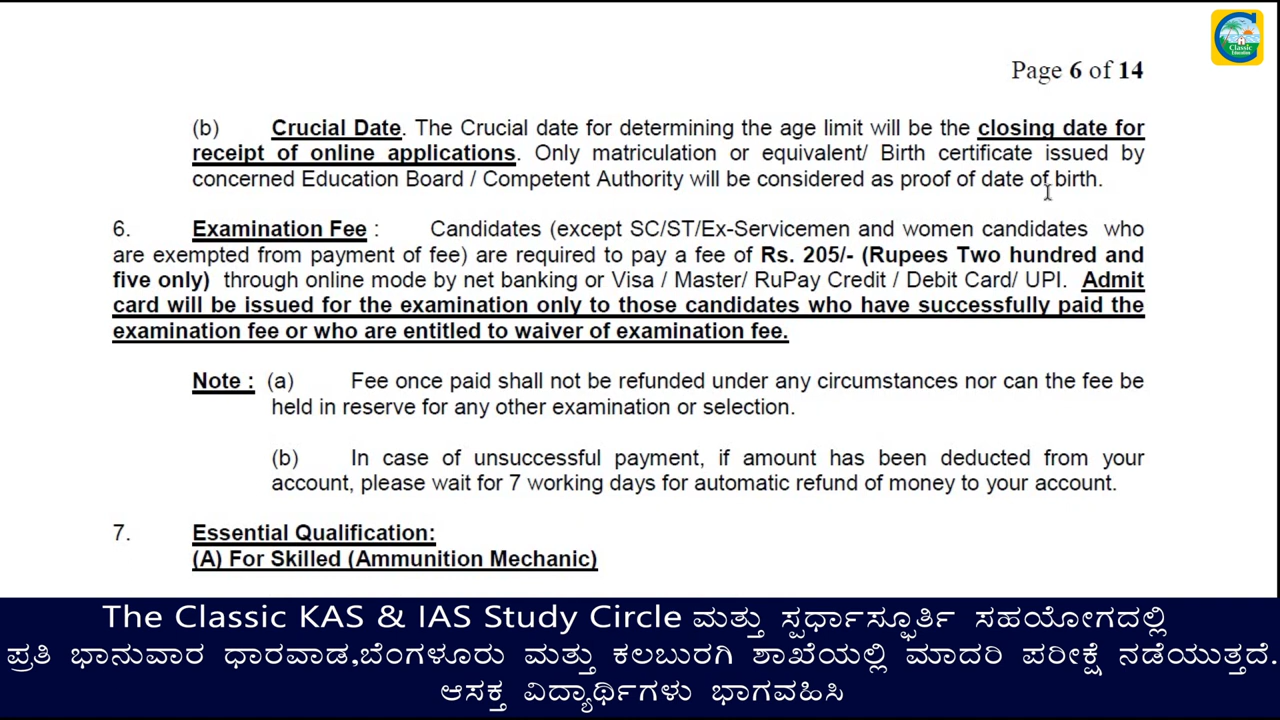 Classic
Education
Page 6 of 14
(b) Crucial Date. The Crucial date for determining the age limit will be the closing date for
receipt of online applications. Only matriculation or equivalent/ Birth certificate issued by
concerned Education Board / Competent Authority will be considered as proof of date of birth.
6. Examination Fee : Candidates (except SC/ST/Ex-Servicemen and women candidates who
are exempted from payment of fee) are required to pay a fee of Rs. 205/- (Rupees Two hundred and
five only) through online mode by net banking or Visa / Master/ RuPay Credit / Debit Card/ UPI. Admit
card will be issued for the examination only to those candidates who have successfully paid the
examination fee or who are entitled to waiver of examination fee.
Note : (a) Fee once paid shall not be refunded under any circumstances nor can the fee be
held in reserve for any other examination or selection.
(b) In case of unsuccessful payment, if amount has been deducted from your
account, please wait for 7 working days for automatic refund of money to your account.
7. Essential Qualification:
(A) For Skilled (Ammunition Mechanic)
The Classic KAS & IAS Study Circle ಮತ್ತು ಸ್ಪರ್ಧಾಸ್ಫೂರ್ತಿ ಸಹಯೋಗದಲ್ಲಿ
ಪ್ರತಿ ಭಾನುವಾರ ಧಾರವಾಡ,ಬೆಂಗಳೂರು ಮತ್ತು ಕಲಬುರಗಿ ಶಾಖೆಯಲ್ಲಿ ಮಾದರಿ ಪರೀಕ್ಷೆ ನಡೆಯುತ್ತದೆ.
ಆಸಕ್ತ ವಿದ್ಯಾರ್ಥಿಗಳು ಭಾಗವಹಿಸಿ